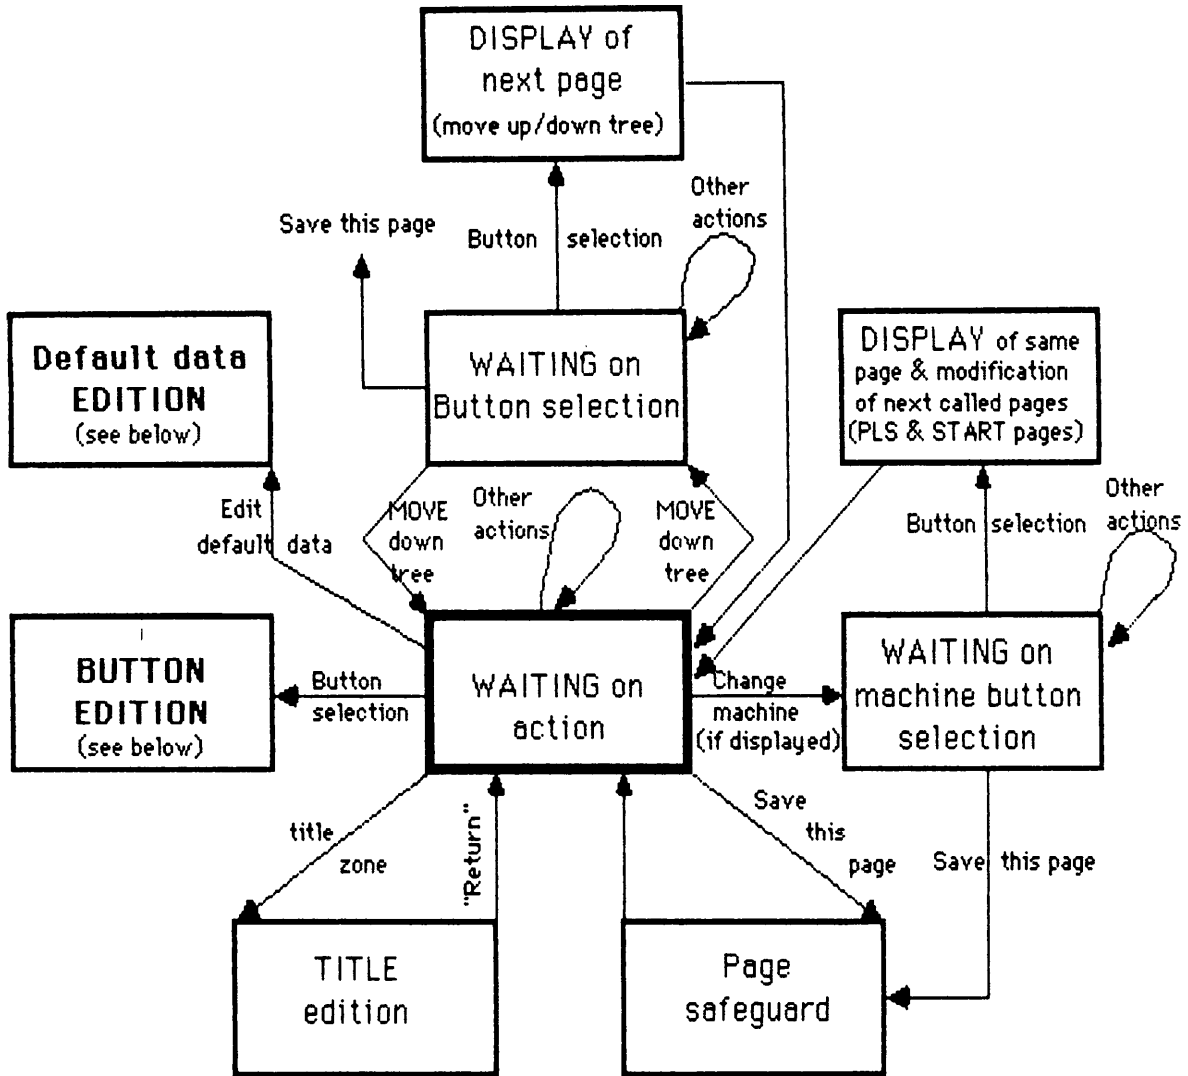 DISPLAY of
next page
(move up/down tree)
Other
actions
Save this page
Button selection
Default data
EDITION
(see below)
WAITING on
Button selection
DISPLAY of same
page & modification
of next called pages
(PLS & START pages)
Edit
default data
MOVE
down
tree
Other
actions
MOVE
down
tree
Button selection
Other
actions
BUTTON
EDITION
(see below)
Button
selection
WAITING on
action
Change
machine
(if displayed)
WAITING on
machine button
selection
title
zone
"Return"
Save
this
page
Save this page
TITLE
edition
Page
safeguard